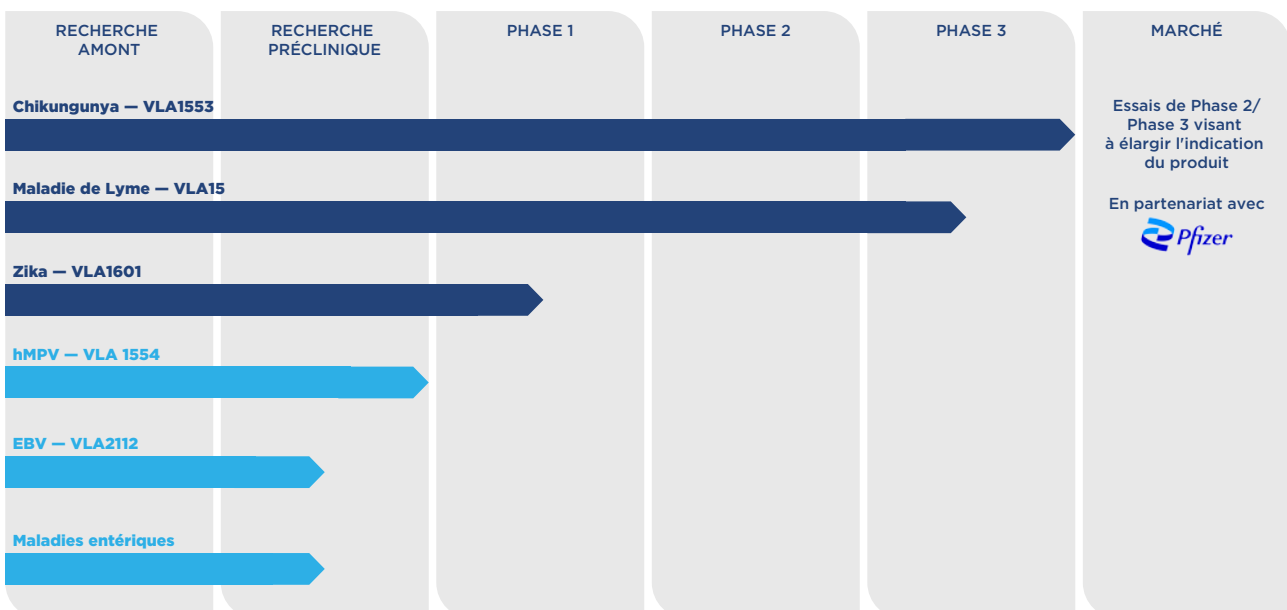 RECHERCHE
AMONT
RECHERCHE
PRÉCLINIQUE
PHASE 1
PHASE 2
PHASE 3
MARCHÉ
Chikungunya — VLA1553
Essais de Phase 2/
Phase 3 visant
à élargir l'indication
du produit
Maladie de Lyme — VLA15
En partenariat avec
Pfizer
Zika — VLA1601
hMPV — VLA 1554
EBV — VLA2112
Maladies entériques